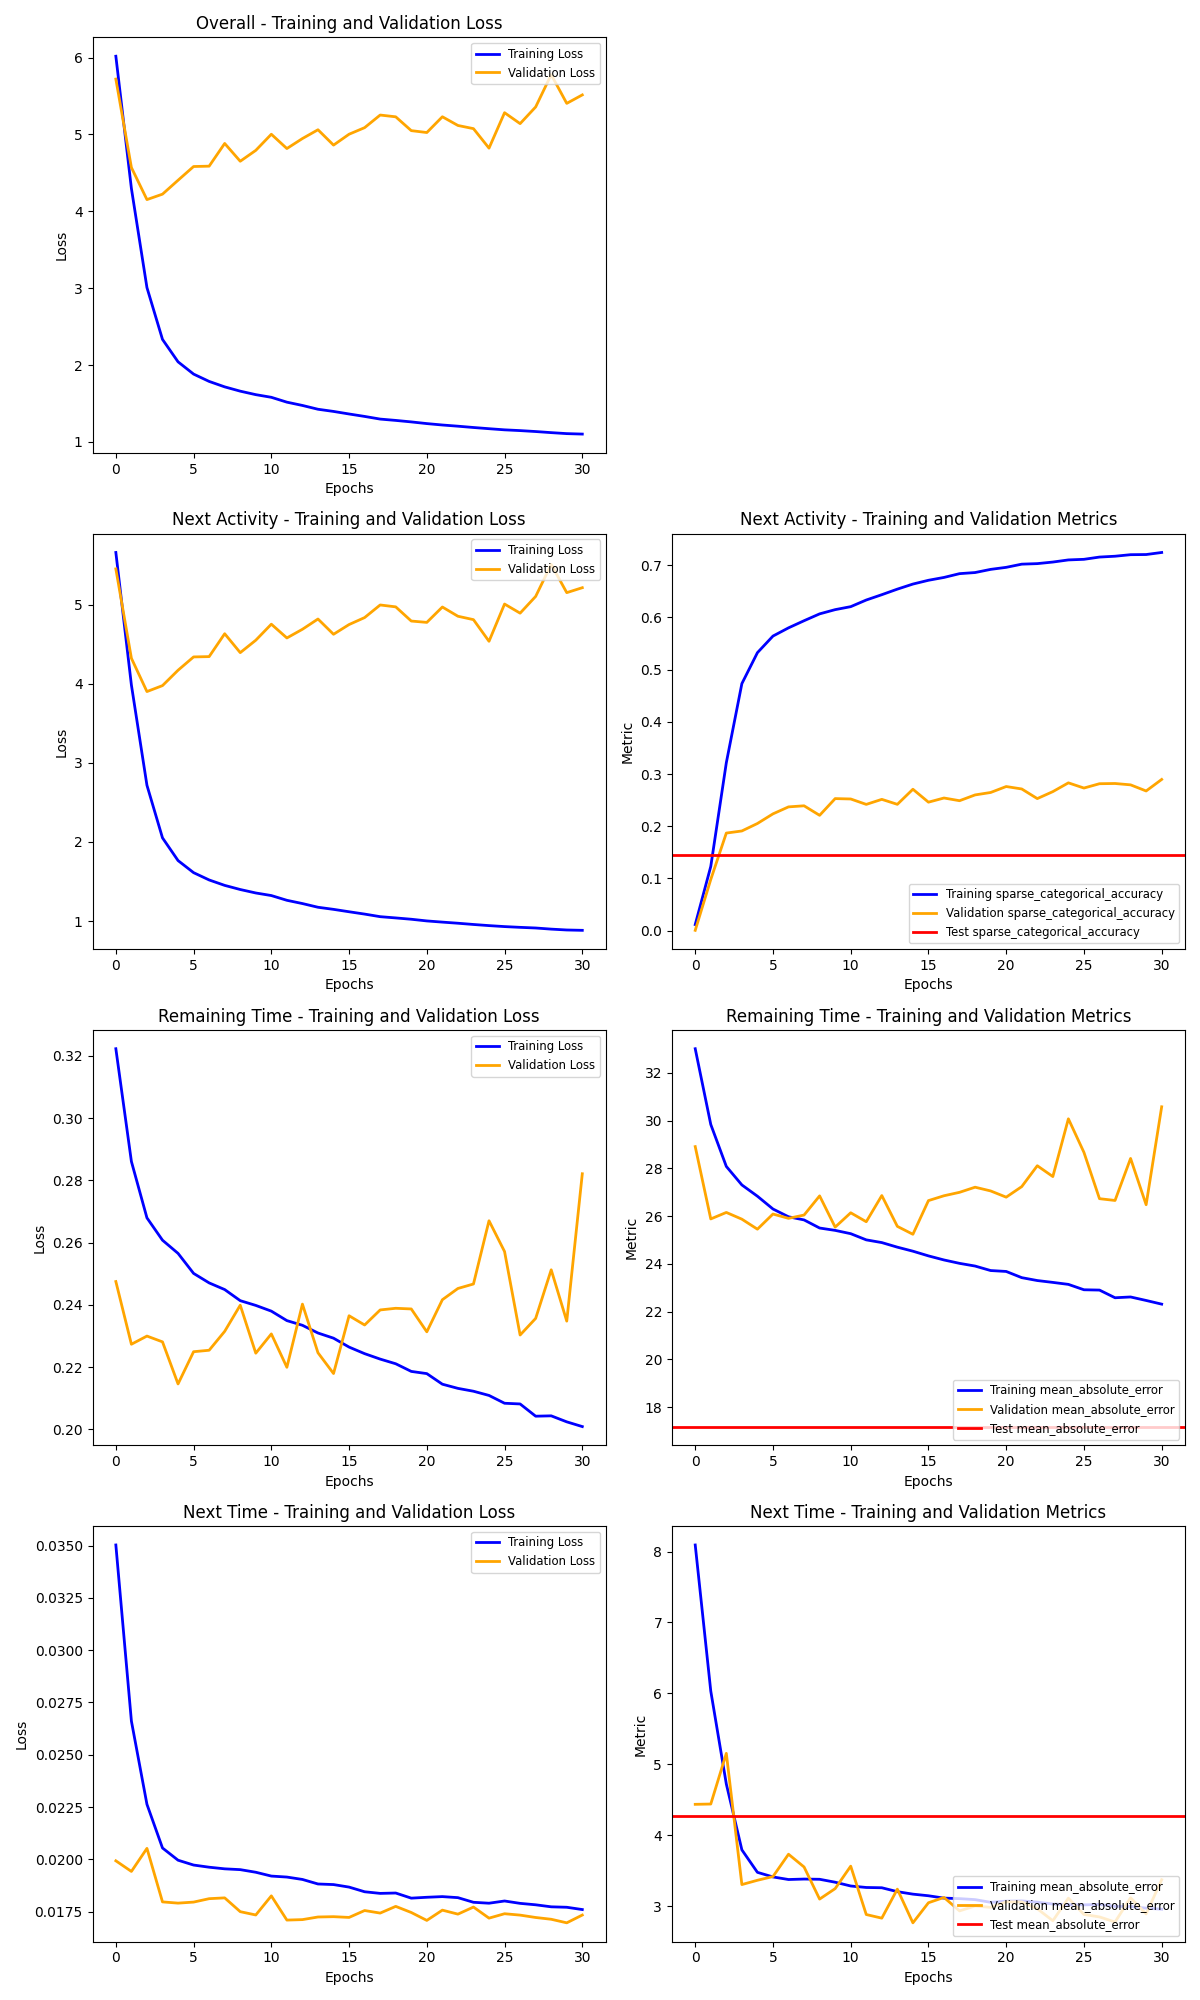 Overall - Training and Validation Loss
Training Loss
Validation Loss
6
5
4
3
2
1
Loss
0 5 10 15 20 25 30
Epochs
Next Activity - Training and Validation Loss
Training Loss
Validation Loss
5
4
3
2
1
Loss
0 5 10 15 20 25 30
Epochs
Next Activity - Training and Validation Metrics
0.7
0.6
0.5
0.4
0.3
0.2
0.1
0.0
Metric
Training sparse_categorical_accuracy
Validation sparse_categorical_accuracy
Test sparse_categorical_accuracy
0 5 10 15 20 25 30
Epochs
Remaining Time - Training and Validation Loss
Training Loss
Validation Loss
0.32
0.30
0.28
0.26
0.24
0.22
0.20
Loss
0 5 10 15 20 25 30
Epochs
Remaining Time - Training and Validation Metrics
32
30
28
26
24
22
20
18
Metric
Training mean_absolute_error
Validation mean_absolute_error
Test mean_absolute_error
0 5 10 15 20 25 30
Epochs
Next Time - Training and Validation Loss
Training Loss
Validation Loss
0.0350
0.0325
0.0300
0.0275
0.0250
0.0225
0.0200
0.0175
Loss
0 5 10 15 20 25 30
Epochs
Next Time - Training and Validation Metrics
8
7
6
5
4
3
Metric
Training mean_absolute_error
Validation mean_absolute_error
Test mean_absolute_error
0 5 10 15 20 25 30
Epochs